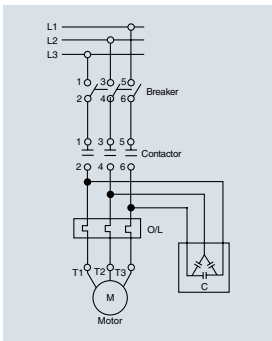 L1
L2
L3
1 3 5
2 4 6 Breaker
1 3 5
Contactor
2 4 6
O/L
T1 T2 T3
M
C
Motor